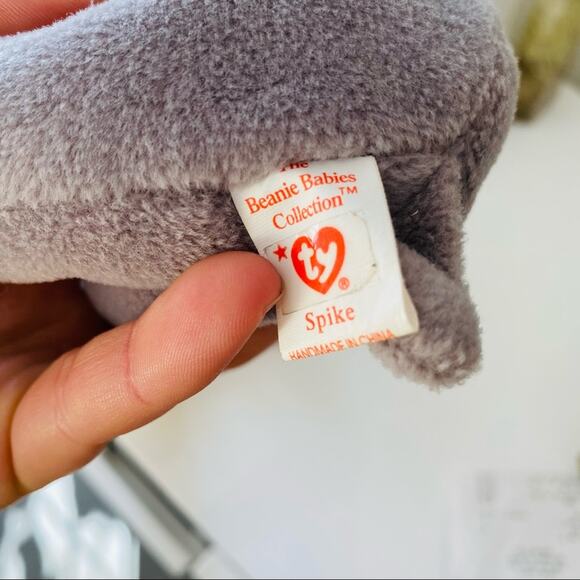 The
Beanie Babies
Collection™
ty®
Spike
HANDMADE IN CHINA